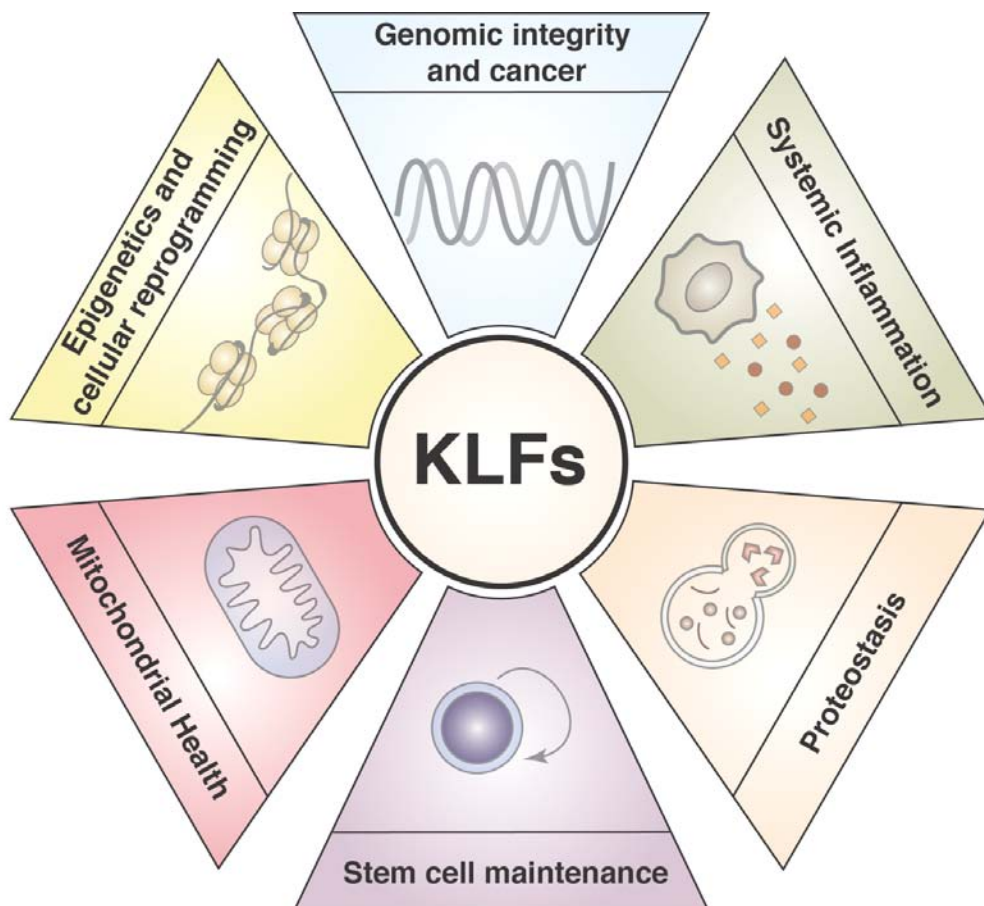 Genomic integrity
and cancer
Systemic Inflammation
Proteostasis
Stem cell maintenance
Mitochondrial Health
Epigenetics and
cellular reprogramming
KLFs